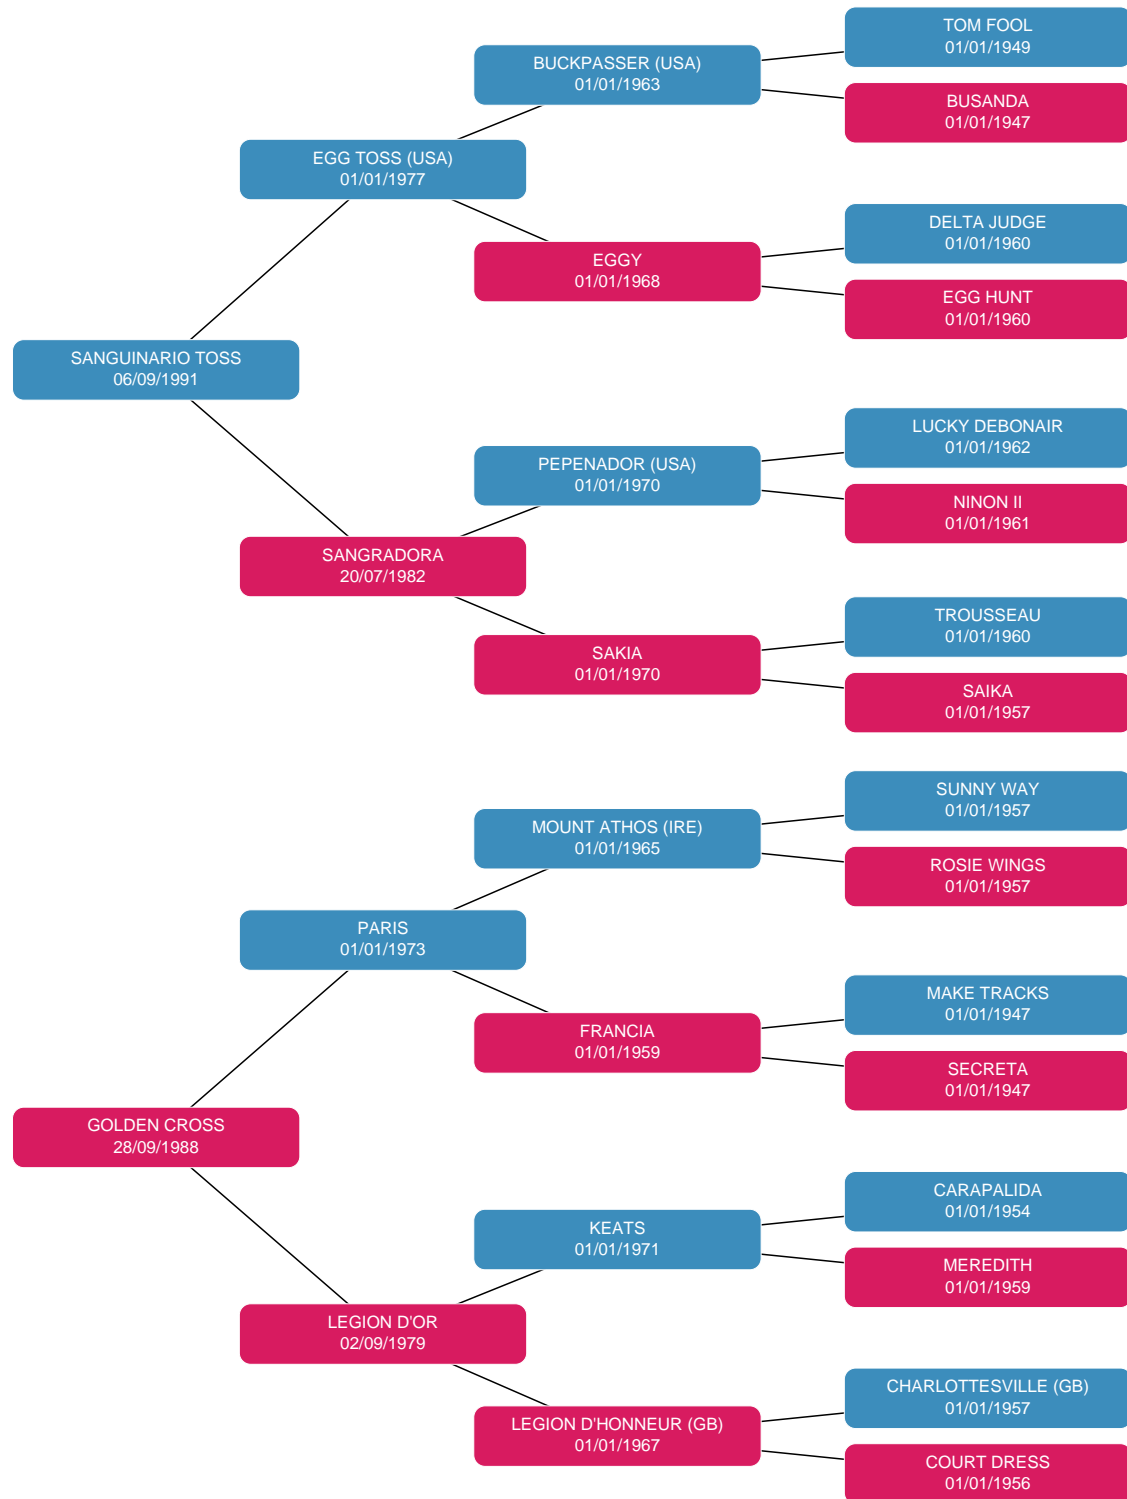 TOM FOOL
01/01/1949
BUCKPASSER (USA)
01/01/1963
BUSANDA
01/01/1947
EGG TOSS (USA)
01/01/1977
DELTA JUDGE
01/01/1960
EGGY
01/01/1968
EGG HUNT
01/01/1960
SANGUINARIO TOSS
06/09/1991
LUCKY DEBONAIR
01/01/1962
PEPENADOR (USA)
01/01/1970
NINON II
01/01/1961
SANGRADORA
20/07/1982
TROUSSEAU
01/01/1960
SAKIA
01/01/1970
SAIKA
01/01/1957
SUNNY WAY
01/01/1957
MOUNT ATHOS (IRE)
01/01/1965
ROSIE WINGS
01/01/1957
PARIS
01/01/1973
MAKE TRACKS
01/01/1947
FRANCIA
01/01/1959
SECRETA
01/01/1947
GOLDEN CROSS
28/09/1988
CARAPALIDA
01/01/1954
KEATS
01/01/1971
MEREDITH
01/01/1959
LEGION D'OR
02/09/1979
CHARLOTTESVILLE (GB)
01/01/1957
LEGION D'HONNEUR (GB)
01/01/1967
COURT DRESS
01/01/1956